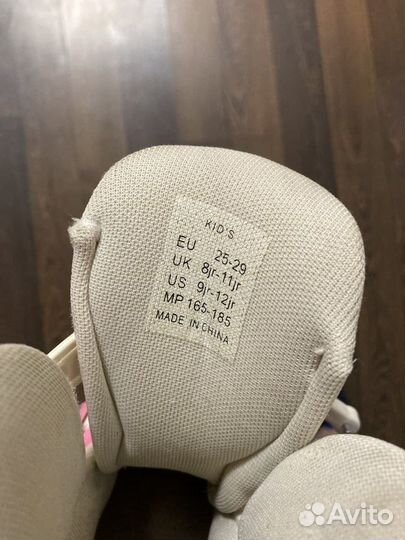 KID'S
EU 25-29
UK 8jr-11jr
US 9jr-12jr
MP 165-185
MADE IN CHINA
Avito